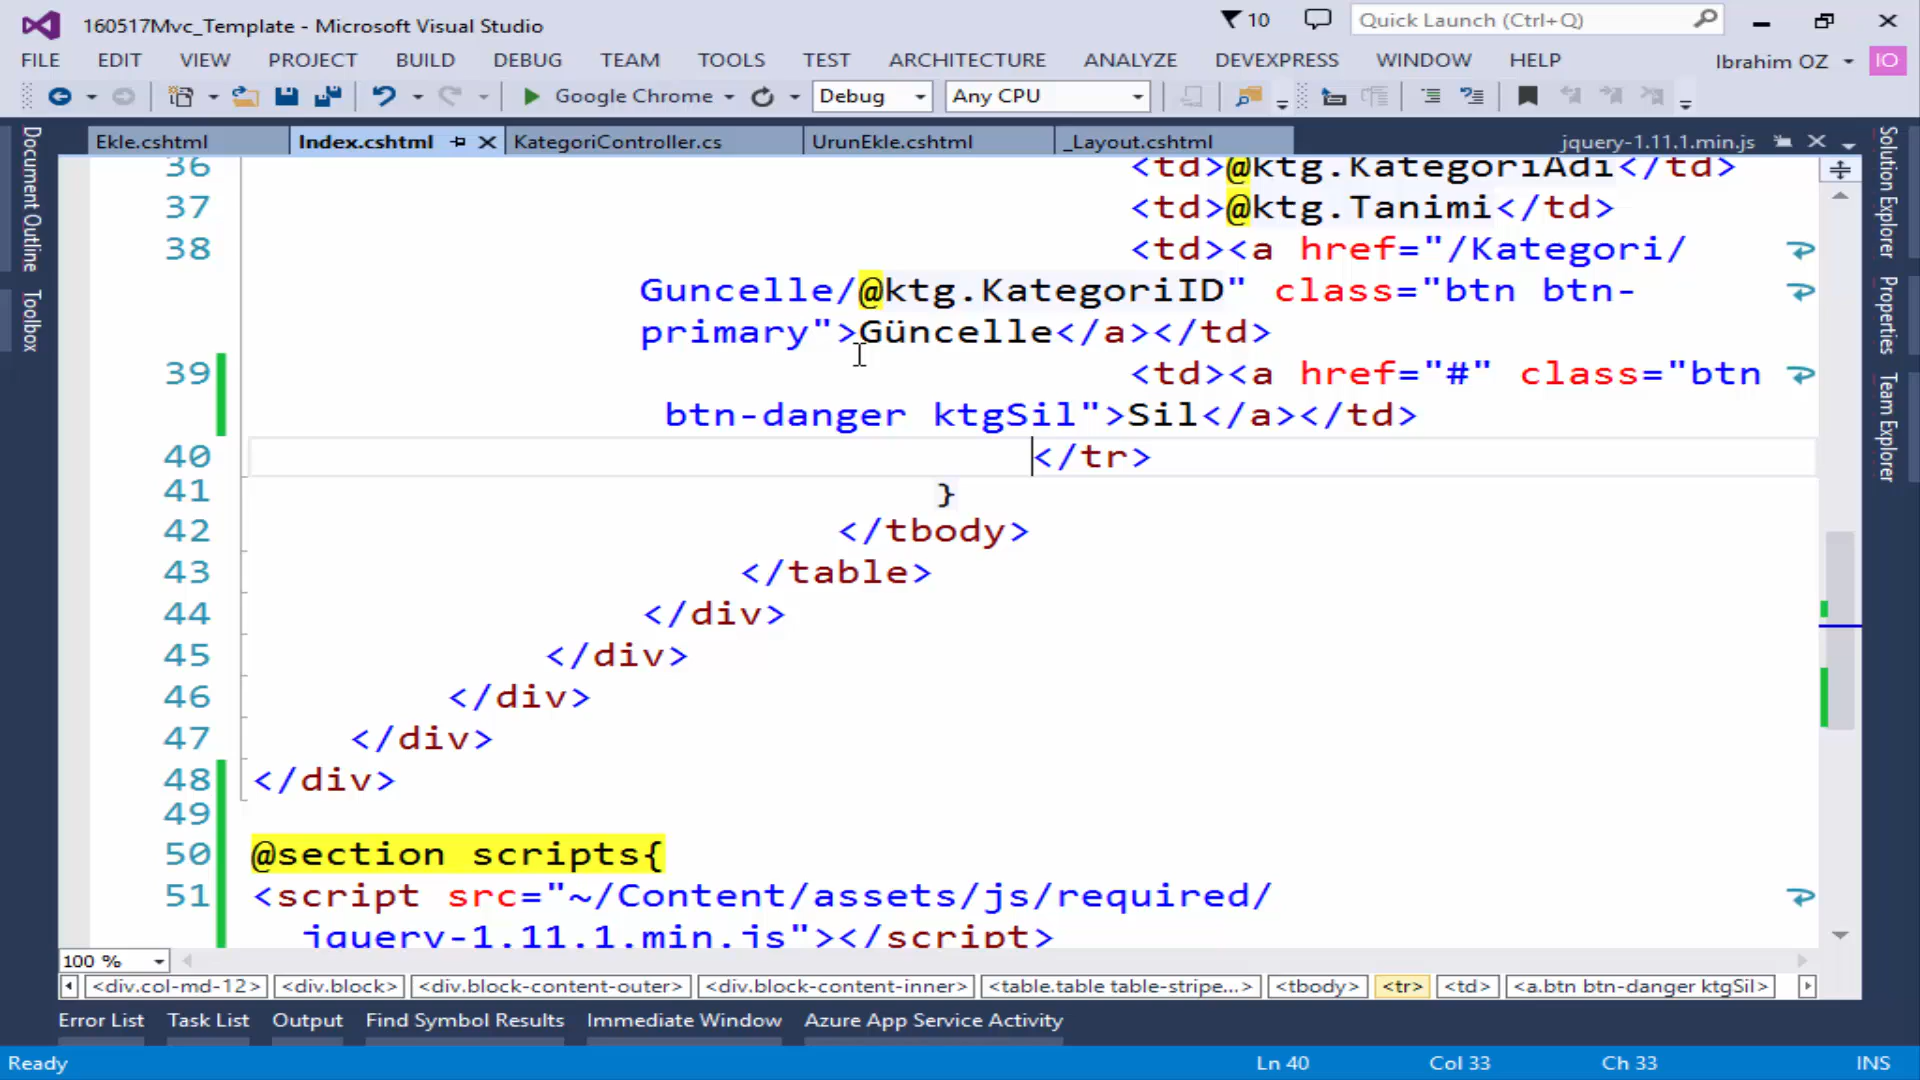 160517Mvc_Template - Microsoft Visual Studio
10
Quick Launch (Ctrl+Q)
FILE EDIT VIEW PROJECT BUILD DEBUG TEAM TOOLS TEST ARCHITECTURE ANALYZE DEVEXPRESS WINDOW HELP
Ibrahim OZ
IO
Google Chrome
Debug
Any CPU
Document Outline
Toolbox
Ekle.cshtml
Index.cshtml
KategoriController.cs
UrunEkle.cshtml
_Layout.cshtml
jquery-1.11.1.min.js
Solution Explorer
Properties
Team Explorer
36 <td>@ktg.KategoriAdi</td>
37 <td>@ktg.Tanimi</td>
38 <td><a href="/Kategori/
Guncelle/@ktg.KategoriID" class="btn btn-
primary">Güncelle</a></td>
39 <td><a href="#" class="btn
btn-danger ktgSil">Sil</a></td>
40 </tr>
41 }
42 </tbody>
43 </table>
44 </div>
45 </div>
46 </div>
47 </div>
48 </div>
49
50 @section scripts{
51 <script src="~/Content/assets/js/required/
jquery-1.11.1.min.js"></script>
100 %
<div.col-md-12> <div.block> <div.block-content-outer> <div.block-content-inner> <table.table table-stripe...> <tbody> <tr> <td> <a.btn btn-danger ktgSil>
Error List Task List Output Find Symbol Results Immediate Window Azure App Service Activity
Ready
Ln 40
Col 33
Ch 33
INS